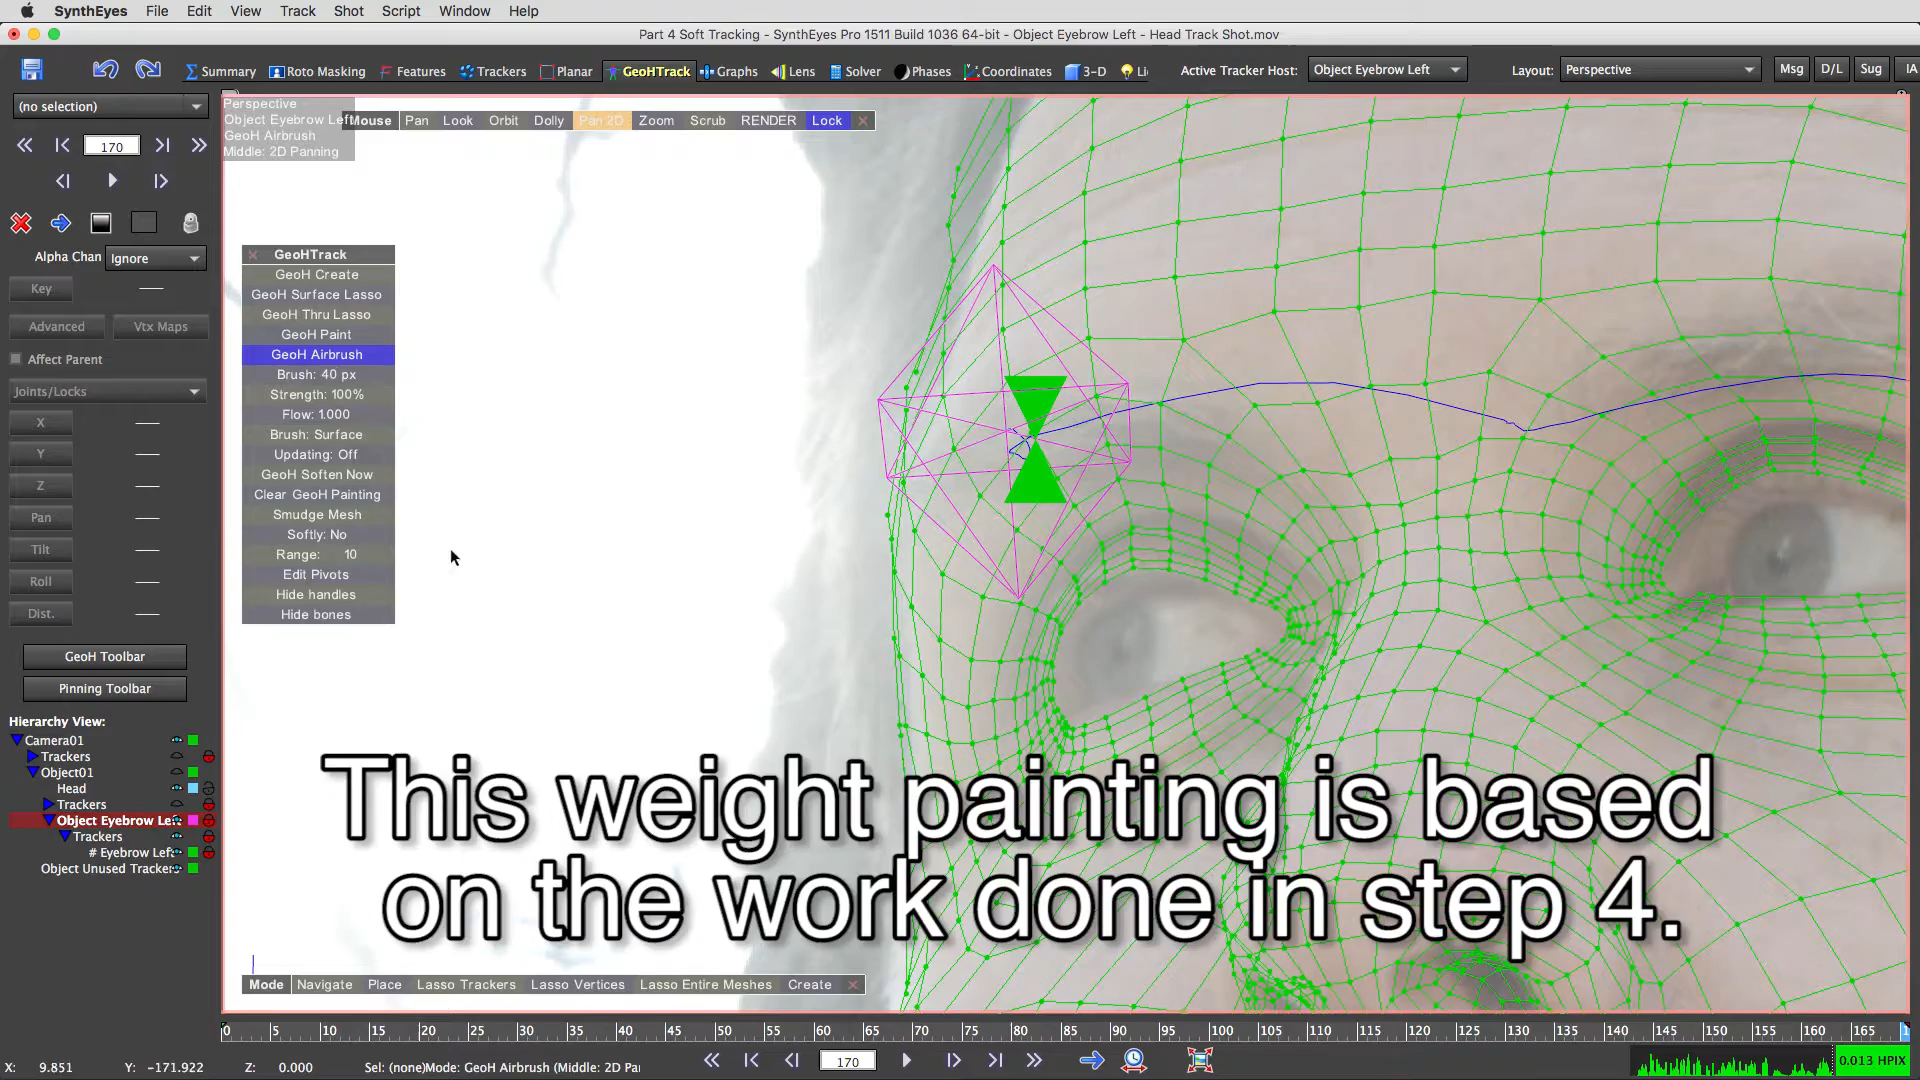 SynthEyes File Edit View Track Shot Script Window Help
Part 4 Soft Tracking - SynthEyes Pro 1511 Build 1036 64-bit - Object Eyebrow Left - Head Track Shot.mov
Summary Roto Masking Features Trackers Planar GeoHTrack Graphs Lens Solver Phases Coordinates 3-D Li Active Tracker Host: Object Eyebrow Left Layout: Perspective Msg D/L Sug IA
(no selection)
170
Alpha Chan Ignore
Key
Advanced Vtx Maps
Affect Parent
Joints/Locks
X
Y
Z
Pan
Tilt
Roll
Dist.
GeoH Toolbar
Pinning Toolbar
Hierarchy View:
Camera01
Trackers
Object01
Head
Trackers
Object Eyebrow Left
Trackers
# Eyebrow Left
Object Unused Trackers
Perspective
Object Eyebrow Left
GeoH Airbrush
Middle: 2D Panning
Mouse Pan Look Orbit Dolly Pan 2D Zoom Scrub RENDER Lock
GeoHTrack
GeoH Create
GeoH Surface Lasso
GeoH Thru Lasso
GeoH Paint
GeoH Airbrush
Brush: 40 px
Strength: 100%
Flow: 1.000
Brush: Surface
Updating: Off
GeoH Soften Now
Clear GeoH Painting
Smudge Mesh
Softly: No
Range: 10
Edit Pivots
Hide handles
Hide bones
This weight painting is based
on the work done in step 4.
Mode Navigate Place Lasso Trackers Lasso Vertices Lasso Entire Meshes Create
0 5 10 15 20 25 30 35 40 45 50 55 60 65 70 75 80 85 90 95 100 105 110 115 120 125 130 135 140 145 150 155 160 165 1
X: 9.851 Y: -171.922 Z: 0.000 Sel: (none)Mode: GeoH Airbrush (Middle: 2D Pa 170 0.013 HPIX